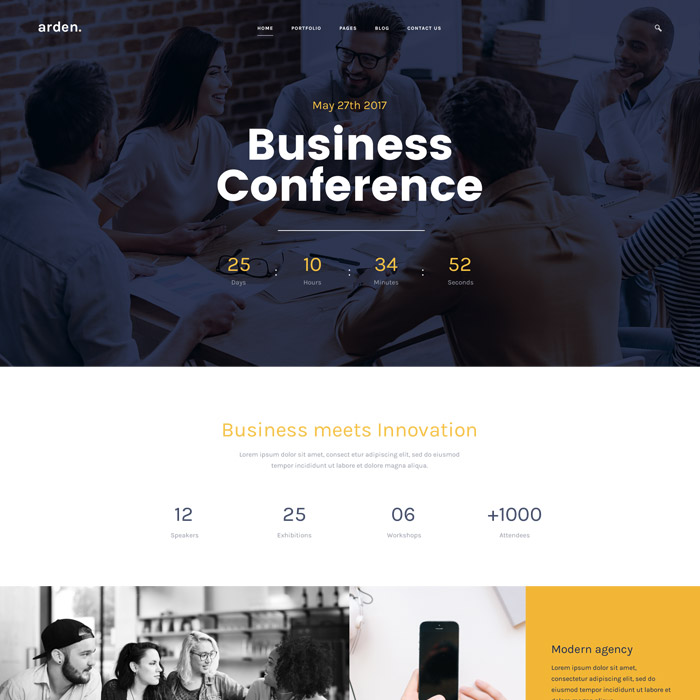 arden.
HOME PORTFOLIO PAGES BLOG CONTACT US
May 27th 2017
Business
Conference
25 : 10 : 34 : 52
Days Hours Minutes Seconds
Business meets Innovation
Lorem ipsum dolor sit amet, consect etur adipiscing elit, sed do eiusmod
tempor incididunt ut labore et dolore magna aliqua.
12 25 06 +1000
Speakers Exhibitions Workshops Attendees
Modern agency
Lorem ipsum dolor sit amet,
consectetur adipiscing elit, sed do
eiusmod tempor incididunt ut labore et